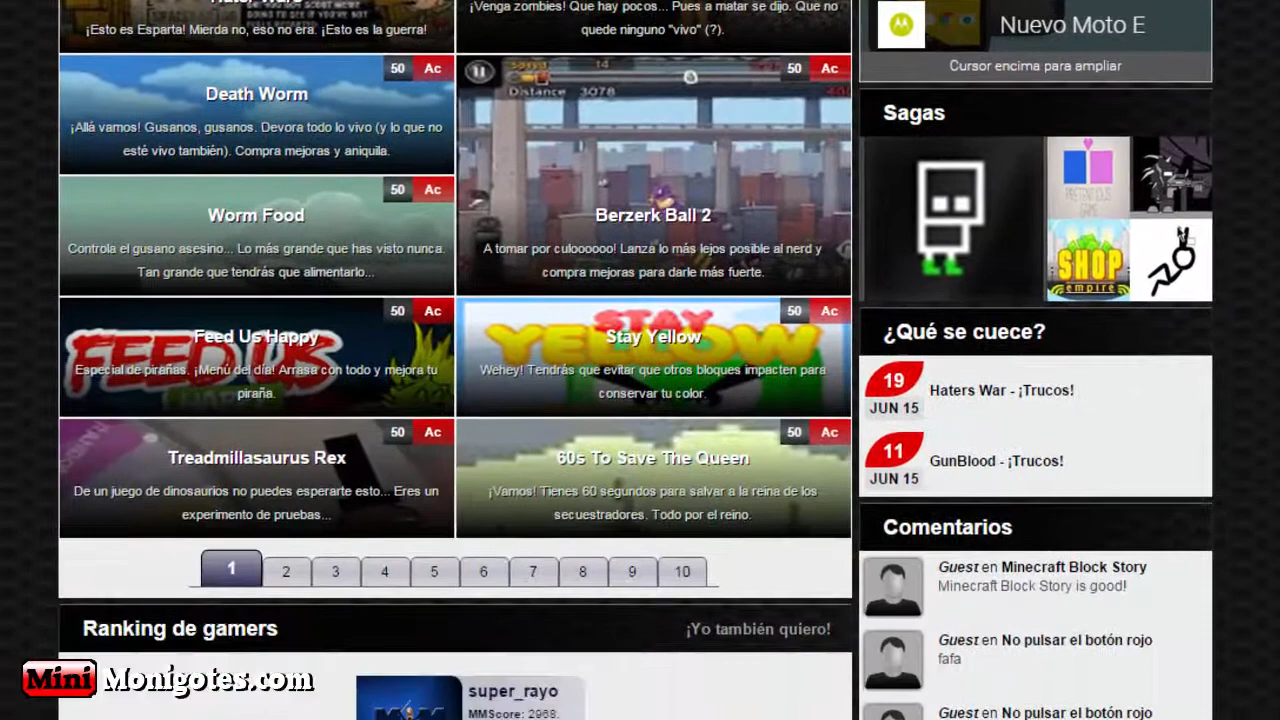 Haters Wars
¡Esto es Esparta! Mierda no, eso no era. ¡Esto es la guerra!
¡Venga zombies! Que hay pocos... Pues a matar se dijo. Que no
quede ninguno "vivo" (?).
50 Ac
Death Worm
¡Allá vamos! Gusanos, gusanos. Devora todo lo vivo (y lo que no
esté vivo también). Compra mejoras y aniquila.
50 Ac
Worm Food
Controla el gusano asesino... Lo más grande que has visto nunca.
Tan grande que tendrás que alimentarlo...
Speed 14
Distance 3078
50 Ac
Berzerk Ball 2
A tomar por culoooooo! Lanza lo más lejos posible al nerd y
compra mejoras para darle más fuerte.
50 Ac
FEED US
Feed Us Happy
Especial de pirañas. ¡Menú del día! Arrasa con todo y mejora tu
piraña.
50 Ac
STAY
YELLOW
Stay Yellow
Wehey! Tendrás que evitar que otros bloques impacten para
conservar tu color.
50 Ac
Treadmillasaurus Rex
De un juego de dinosaurios no puedes esperarte esto... Eres un
experimento de pruebas...
50 Ac
60s To Save The Queen
¡Vamos! Tienes 60 segundos para salvar a la reina de los
secuestradores. Todo por el reino.
1 2 3 4 5 6 7 8 9 10
Ranking de gamers
¡Yo también quiero!
super_rayo
MMScore: 2968.
Mini Monigotes.com
Nuevo Moto E
Cursor encima para ampliar
Sagas
PRETENTIOUS
GAME
SHOP
empire
¿Qué se cuece?
19
JUN 15
Haters War - ¡Trucos!
11
JUN 15
GunBlood - ¡Trucos!
Comentarios
Guest en Minecraft Block Story
Minecraft Block Story is good!
Guest en No pulsar el botón rojo
fafa
Guest en No pulsar el botón rojo